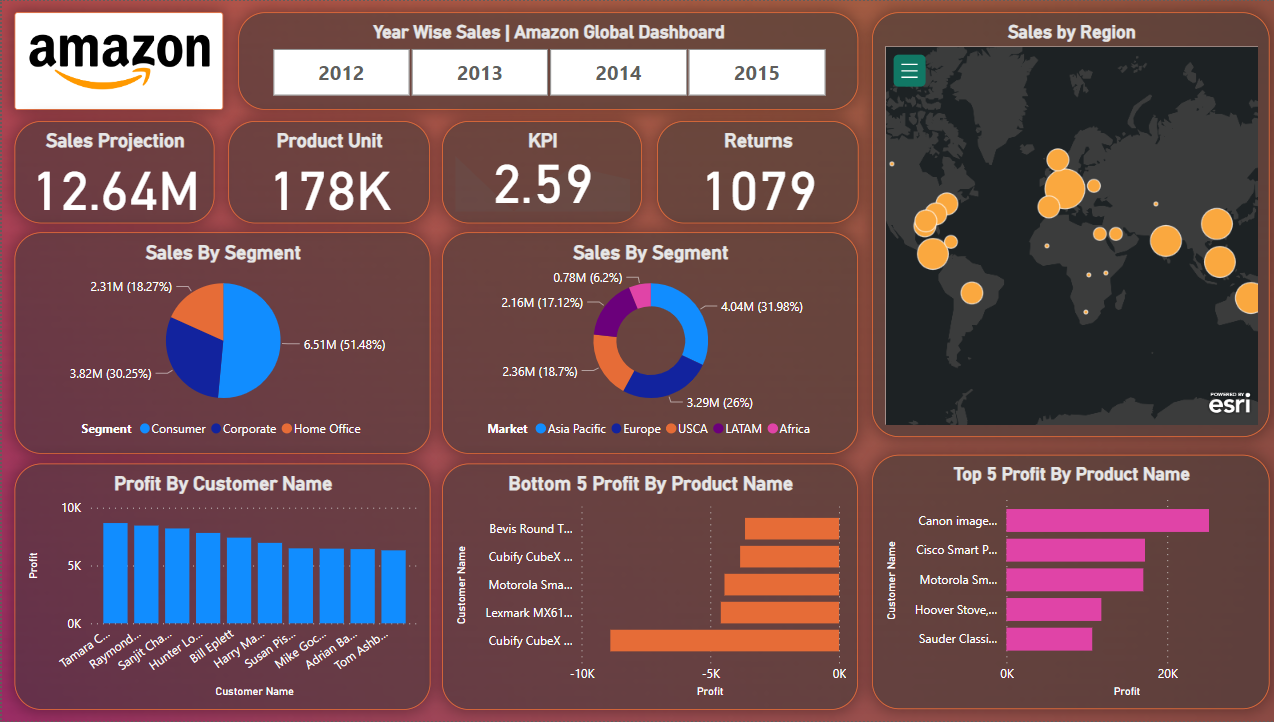 amazon
Year Wise Sales | Amazon Global Dashboard
2012
2013
2014
2015
Sales by Region
POWERED BY
esri
Sales Projection
12.64M
Product Unit
178K
KPI
2.59
Returns
1079
Sales By Segment
2.31M (18.27%)
6.51M (51.48%)
3.82M (30.25%)
Segment Consumer Corporate Home Office
Sales By Segment
0.78M (6.2%)
2.16M (17.12%)
4.04M (31.98%)
2.36M (18.7%)
3.29M (26%)
Market Asia Pacific Europe USCA LATAM Africa
Profit By Customer Name
10K
5K
0K
Profit
Tamara C...
Raymond...
Sanjit Cha...
Hunter Lo...
Bill Eplett
Harry Ma...
Susan Pis...
Mike Goc...
Adrian Ba...
Tom Ashb...
Customer Name
Bottom 5 Profit By Product Name
Customer Name
Bevis Round T...
Cubify CubeX ...
Motorola Sma...
Lexmark MX61...
Cubify CubeX ...
-10K
-5K
0K
Profit
Top 5 Profit By Product Name
Customer Name
Canon image...
Cisco Smart P...
Motorola Sm...
Hoover Stove,...
Sauder Classi...
0K
20K
Profit